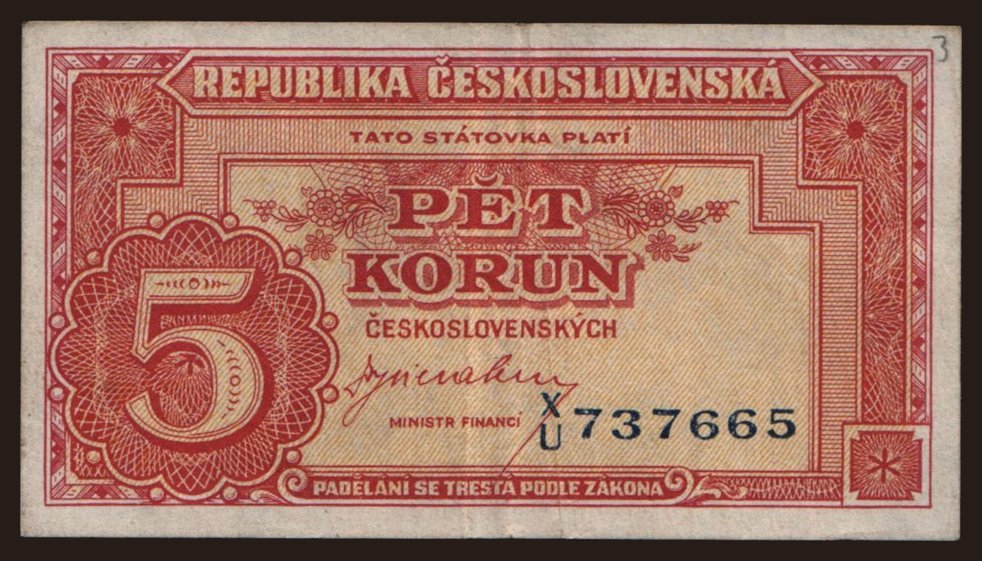 3
REPUBLIKA ČESKOSLOVENSKÁ
TATO STÁTOVKA PLATÍ
PĚT
KORUN
ČESKOSLOVENSKÝCH
5
MINISTR FINANCÍ
X/U 737665
PADĚLÁNÍ SE TRESTÁ PODLE ZÁKONA